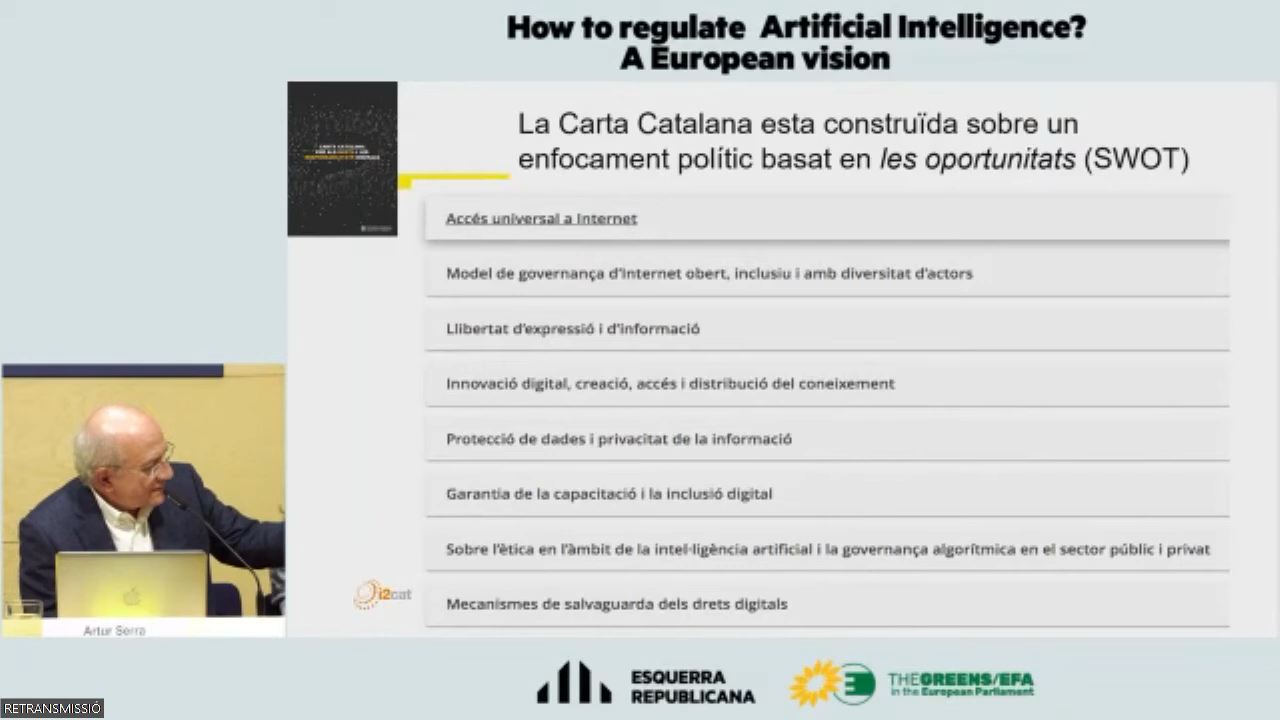 How to regulate Artificial Intelligence?
A European vision
La Carta Catalana esta construïda sobre un
enfocament polític basat en les oportunitats (SWOT)
Accés universal a Internet
Model de governança d'Internet obert, inclusiu i amb diversitat d'actors
Llibertat d'expressió i d'informació
Innovació digital, creació, accés i distribució del coneixement
Protecció de dades i privacitat de la informació
Garantia de la capacitació i la inclusió digital
Sobre l'ètica en l'àmbit de la intel·ligència artificial i la governança algorítmica en el sector públic i privat
Mecanismes de salvaguarda dels drets digitals
i2cat
Artur Serra
ESQUERRA
REPUBLICANA
THE GREENS/EFA
in the European Parliament
RETRANSMISSIÓ